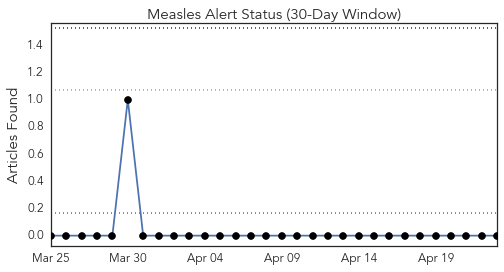 Measles Alert Status (30-Day Window)
Articles Found
1.4
1.2
1.0
0.8
0.6
0.4
0.2
0.0
Mar 25 Mar 30 Apr 04 Apr 09 Apr 14 Apr 19